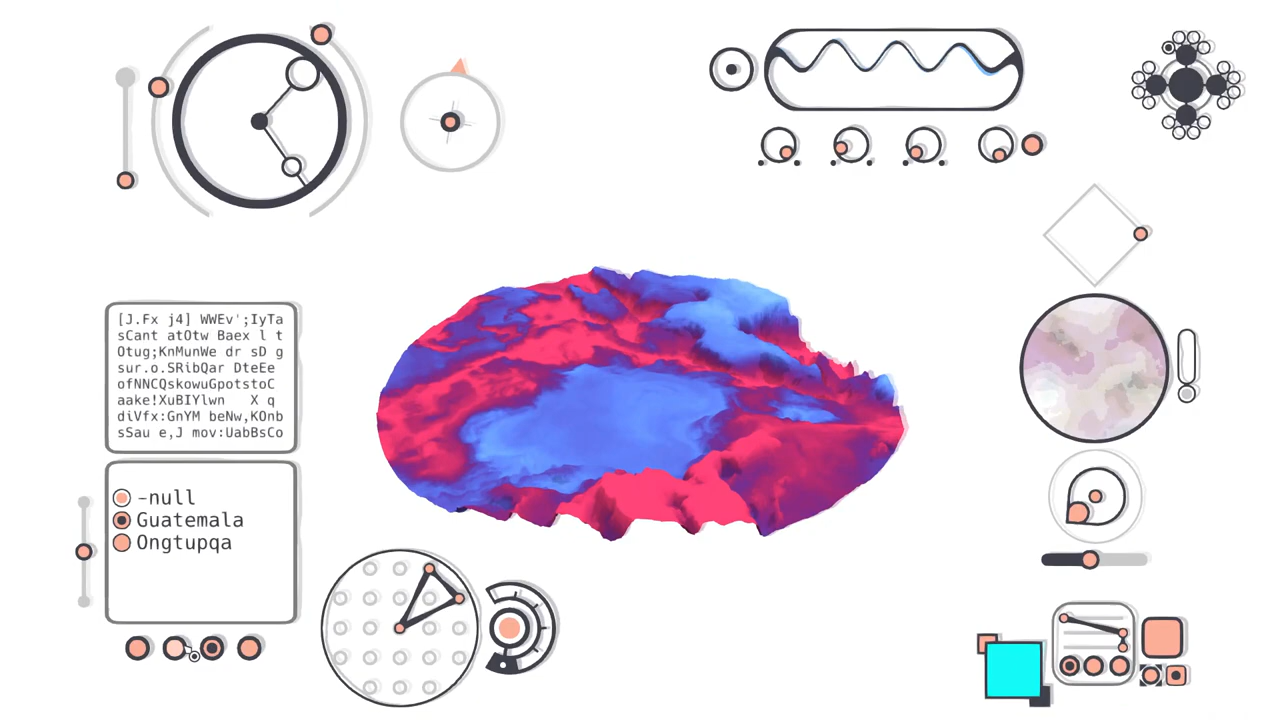 [J.Fx j4] WWEv';IyTa
sCant atOtw Baex l t
Otug;KnMunWe dr sD g
sur.o.SRibQar DteEe
ofNNCQskowuGpotstoC
aake!XuBIYlwn   X q
diVfx:GnYM beNw,KOnb
sSau e,J mov:UabBsCo
-null
Guatemala
Ongtupqa